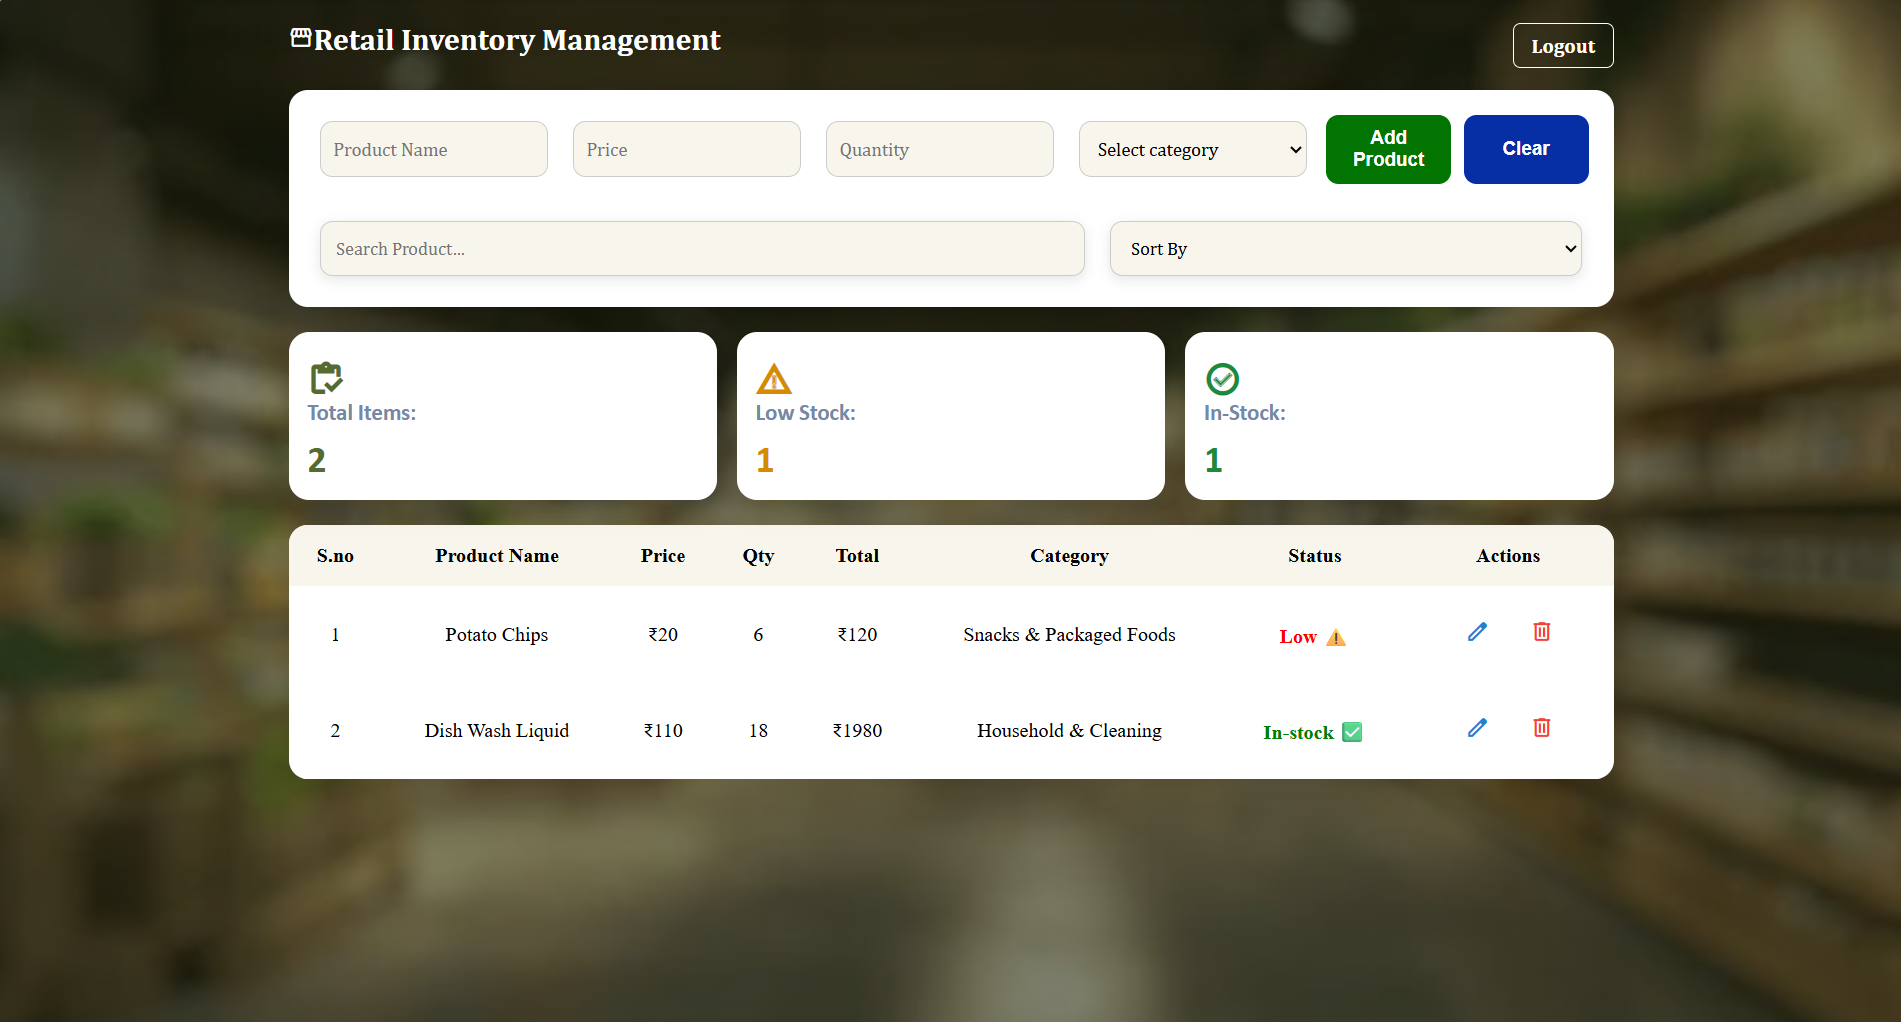 Retail Inventory Management
Logout
Product Name
Price
Quantity
Select category
Add
Product
Clear
Search Product...
Sort By
Total Items:
2
Low Stock:
1
In-Stock:
1
S.no Product Name Price Qty Total Category Status Actions
1 Potato Chips ₹20 6 ₹120 Snacks & Packaged Foods Low ⚠️
2 Dish Wash Liquid ₹110 18 ₹1980 Household & Cleaning In-stock ✅